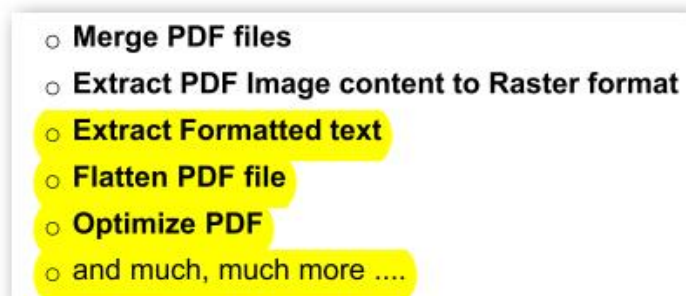 ○ Merge PDF files
○ Extract PDF Image content to Raster format
○ Extract Formatted text
○ Flatten PDF file
○ Optimize PDF
○ and much, much more ....